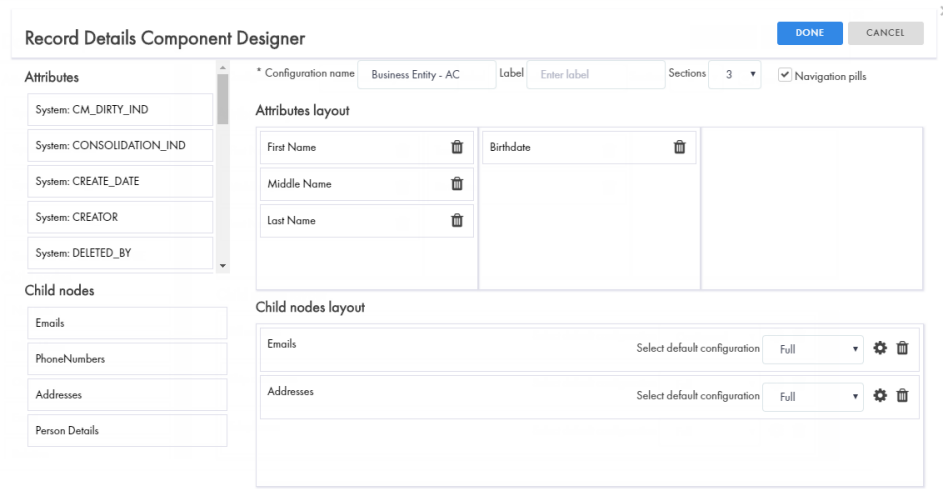 Record Details Component Designer
DONE
CANCEL
Attributes
System: CM_DIRTY_IND
System: CONSOLIDATION_IND
System: CREATE_DATE
System: CREATOR
System: DELETED_BY
Child nodes
Emails
PhoneNumbers
Addresses
Person Details
* Configuration name Business Entity - AC Label Enter label Sections 3 Navigation pills
Attributes layout
First Name
Birthdate
Middle Name
Last Name
Child nodes layout
Emails Select default configuration Full
Addresses Select default configuration Full